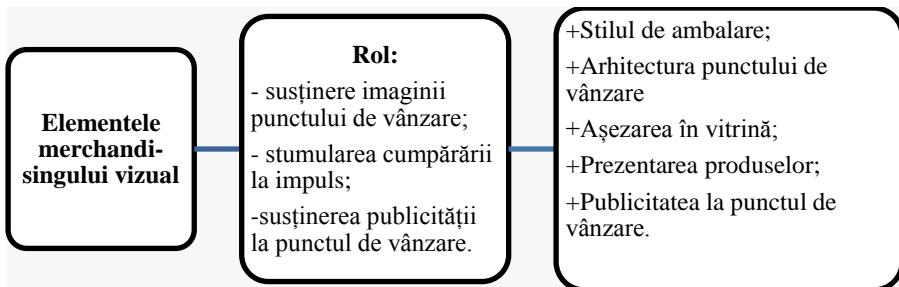 Elementele
merchandi-
singului vizual
Rol:
- susținere imaginii
punctului de vânzare;
- stumularea cumpărării
la impuls;
-susținerea publicității
la punctul de vânzare.
+Stilul de ambalare;
+Arhitectura punctului de
vânzare
+Așezarea în vitrină;
+Prezentarea produselor;
+Publicitatea la punctul de
vânzare.